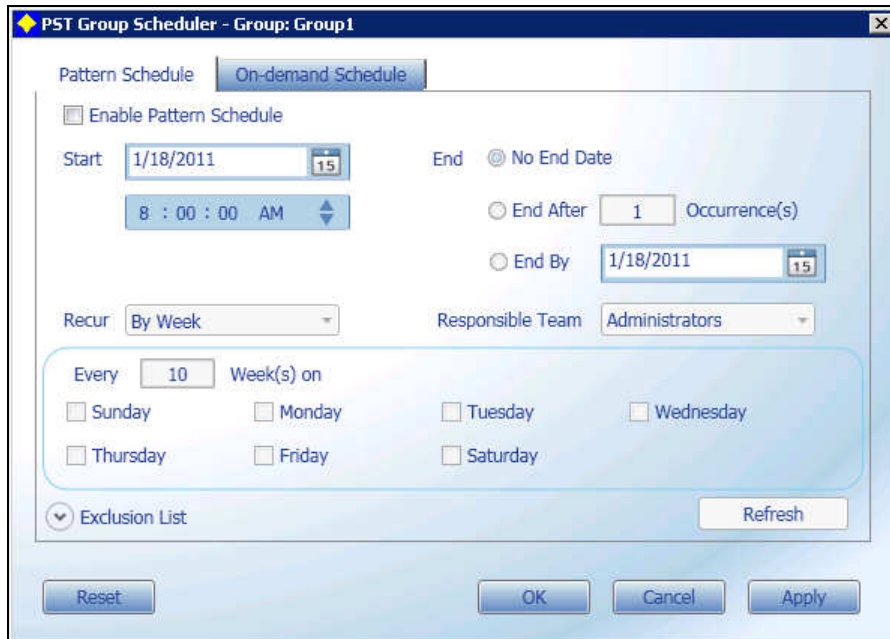 PST Group Scheduler - Group: Group1
Pattern Schedule On-demand Schedule
Enable Pattern Schedule
Start 1/18/2011 15 End No End Date
8 : 00 : 00 AM End After 1 Occurrence(s)
End By 1/18/2011 15
Recur By Week Responsible Team Administrators
Every 10 Week(s) on
Sunday Monday Tuesday Wednesday
Thursday Friday Saturday
Exclusion List Refresh
Reset OK Cancel Apply